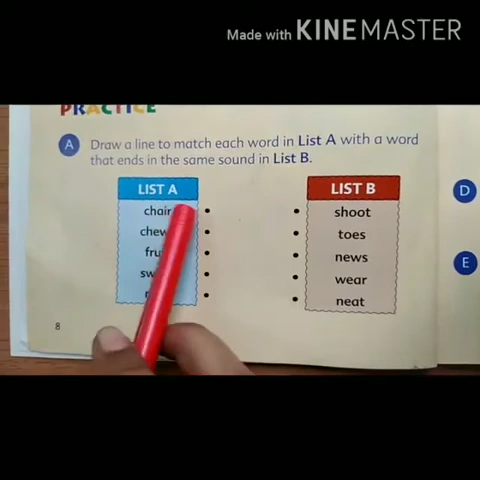 Made with KINEMASTER
PRACTICE
A Draw a line to match each word in List A with a word
that ends in the same sound in List B.
LIST A LIST B
chair shoot
toes
news
wear
neat
8
D
E